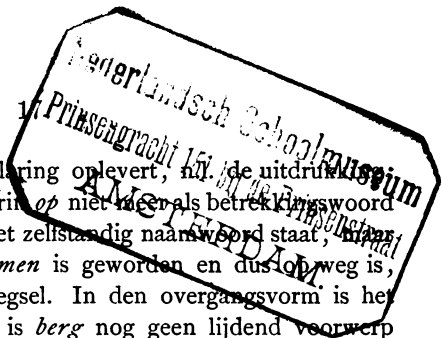 17
Nederlandsch Schoolmuseum
Prinsengracht 151, bij de Prinsenstraat
AMSTERDAM.
laring oplevert, n.l. de uitdrukking:
op niet meer als betrekkingswoord
et zelfstandig naamwoord staat, maar
men is geworden en dus op weg is,
egsel. In den overgangsvorm is het
is berg nog geen lijdend voorwerp